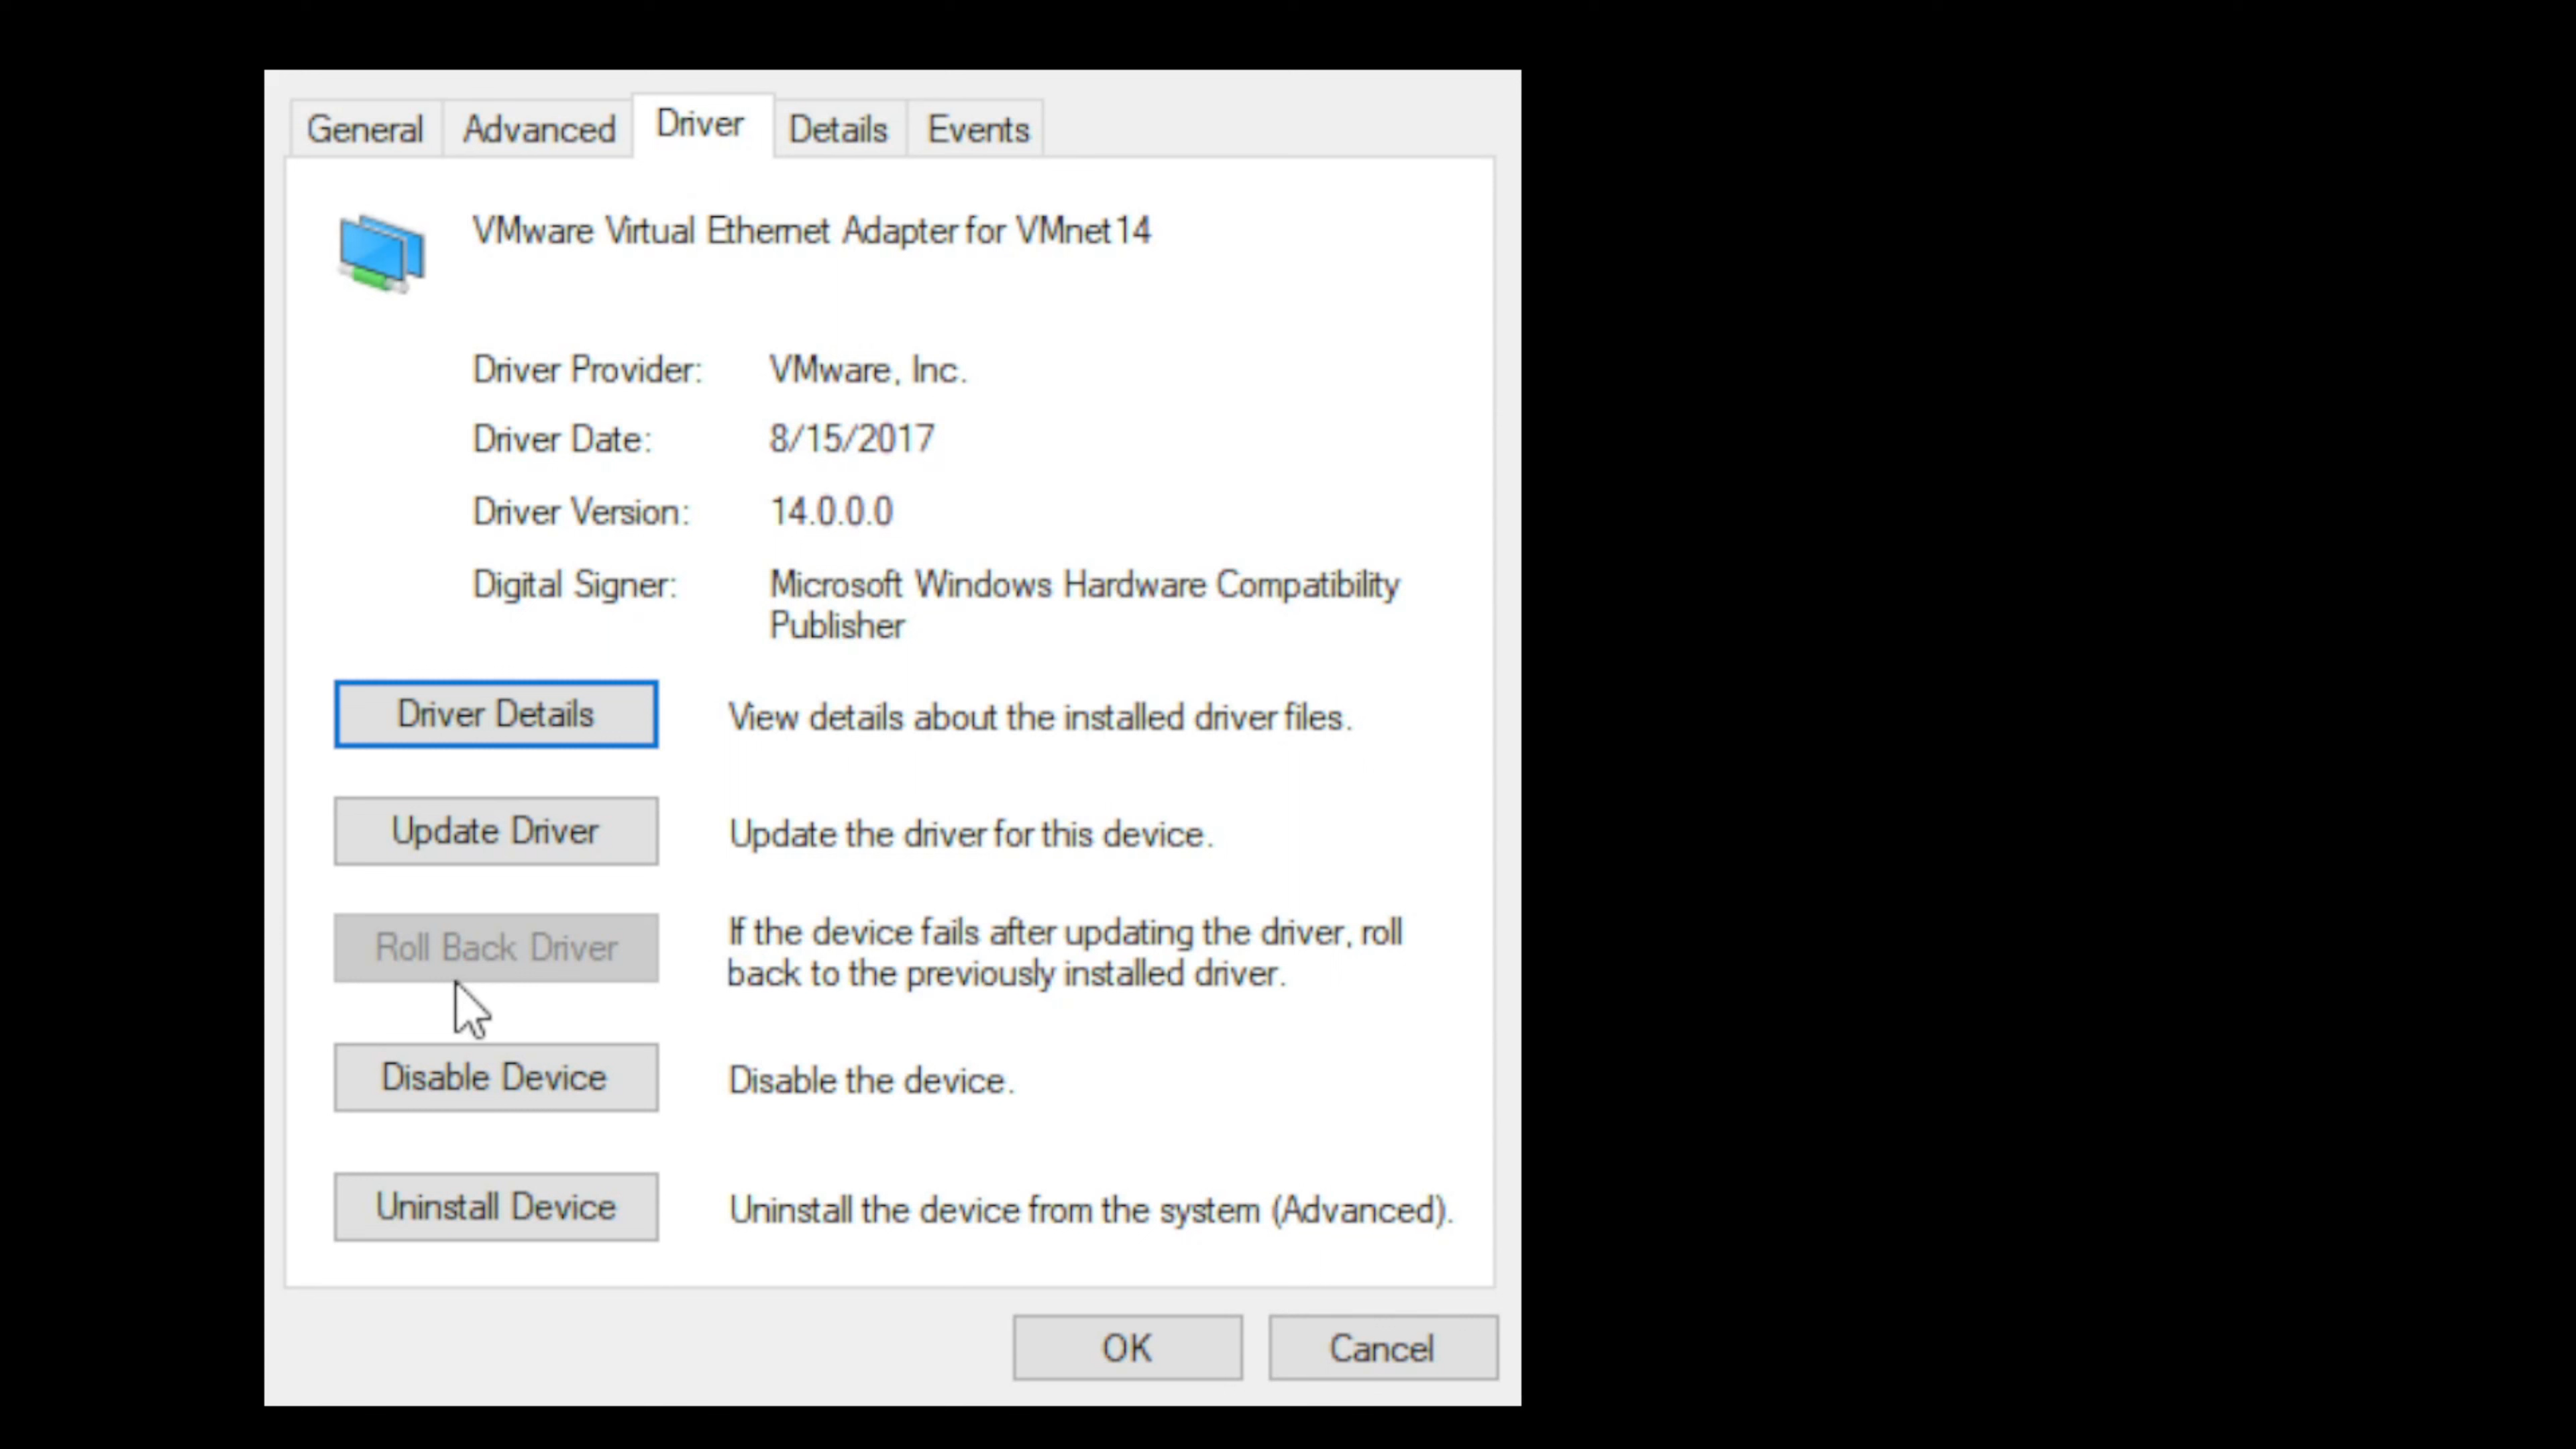 General Advanced Driver Details Events
VMware Virtual Ethernet Adapter for VMnet14
Driver Provider: VMware, Inc.
Driver Date: 8/15/2017
Driver Version: 14.0.0.0
Digital Signer: Microsoft Windows Hardware Compatibility
Publisher
Driver Details View details about the installed driver files.
Update Driver Update the driver for this device.
Roll Back Driver If the device fails after updating the driver, roll
back to the previously installed driver.
Disable Device Disable the device.
Uninstall Device Uninstall the device from the system (Advanced).
OK Cancel